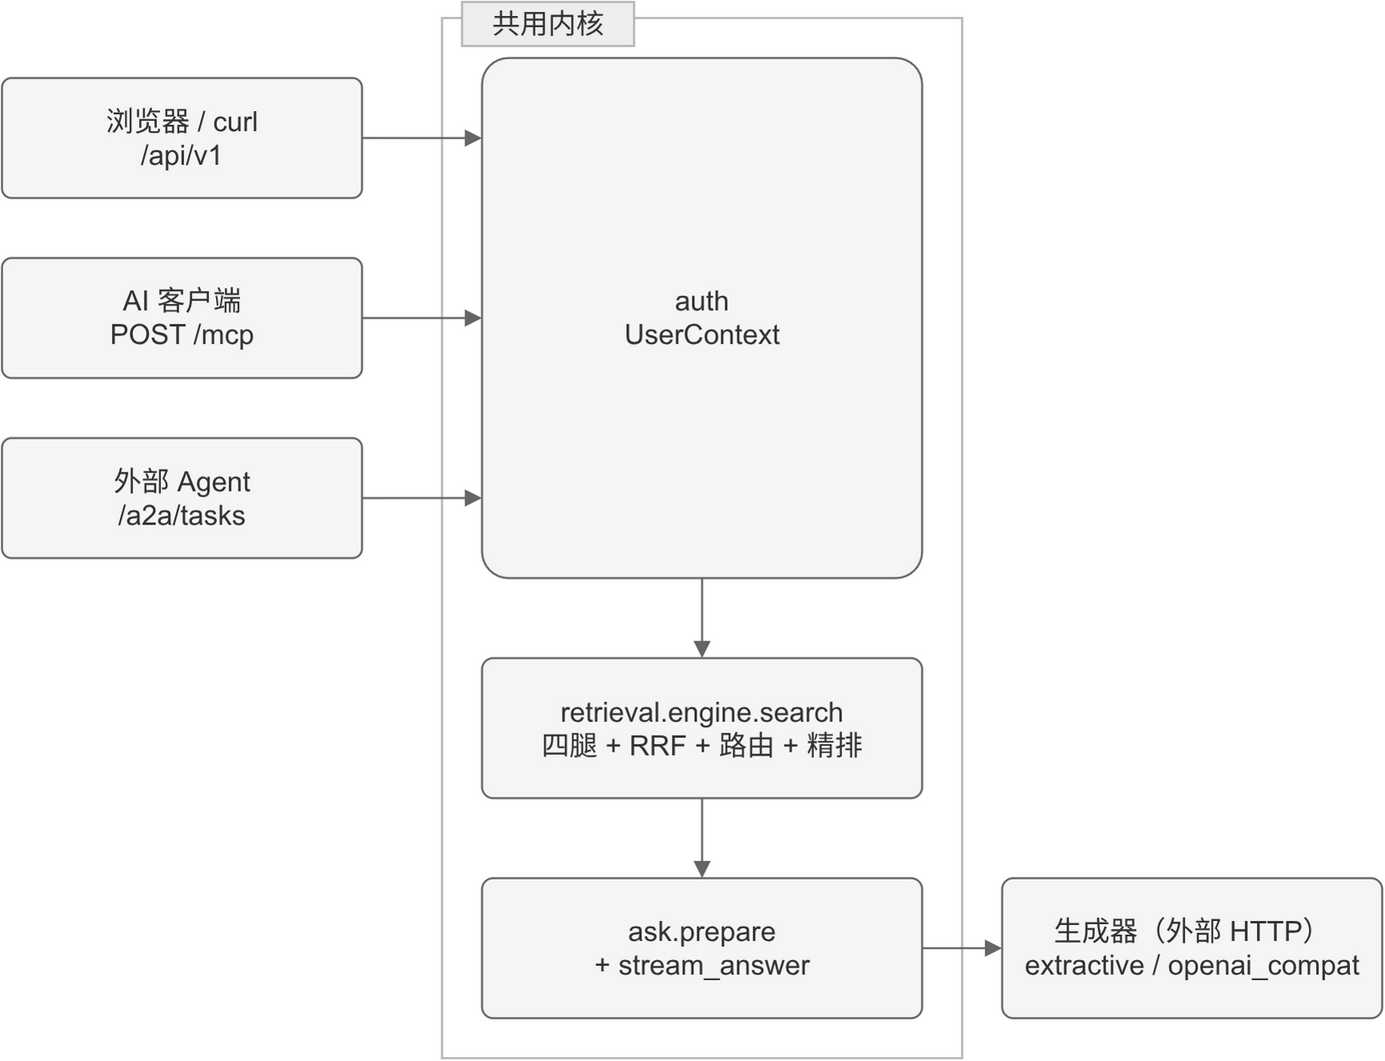 共用内核
浏览器 / curl
/api/v1
AI 客户端
POST /mcp
外部 Agent
/a2a/tasks
auth
UserContext
retrieval.engine.search
四腿 + RRF + 路由 + 精排
ask.prepare
+ stream_answer
生成器（外部 HTTP）
extractive / openai_compat